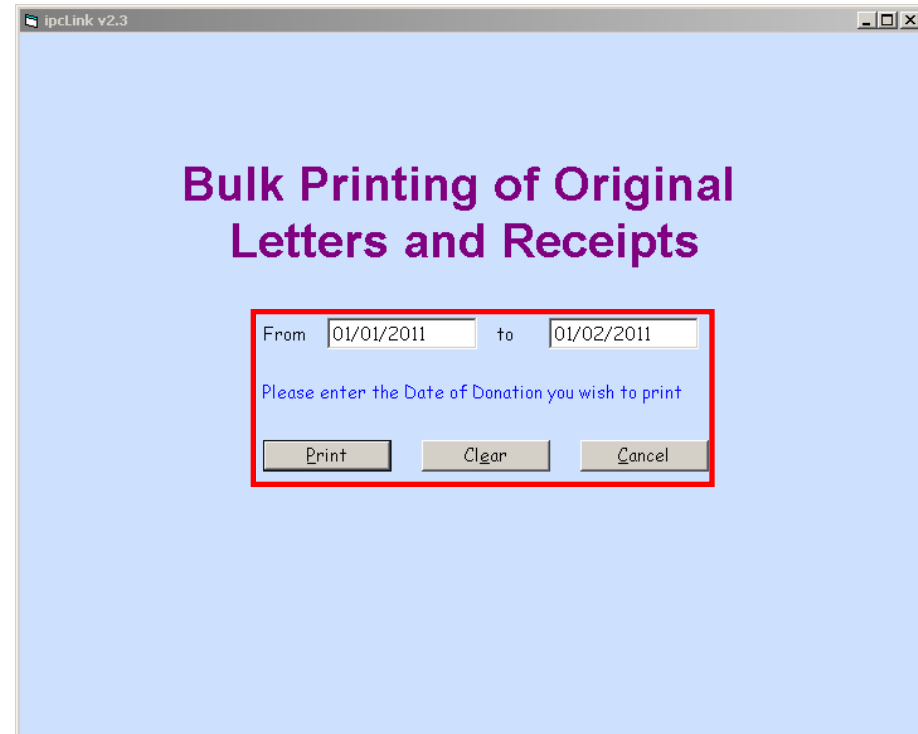 ipcLink v2.3
Bulk Printing of Original
Letters and Receipts
From 01/01/2011 to 01/02/2011
Please enter the Date of Donation you wish to print
Print Clear Cancel